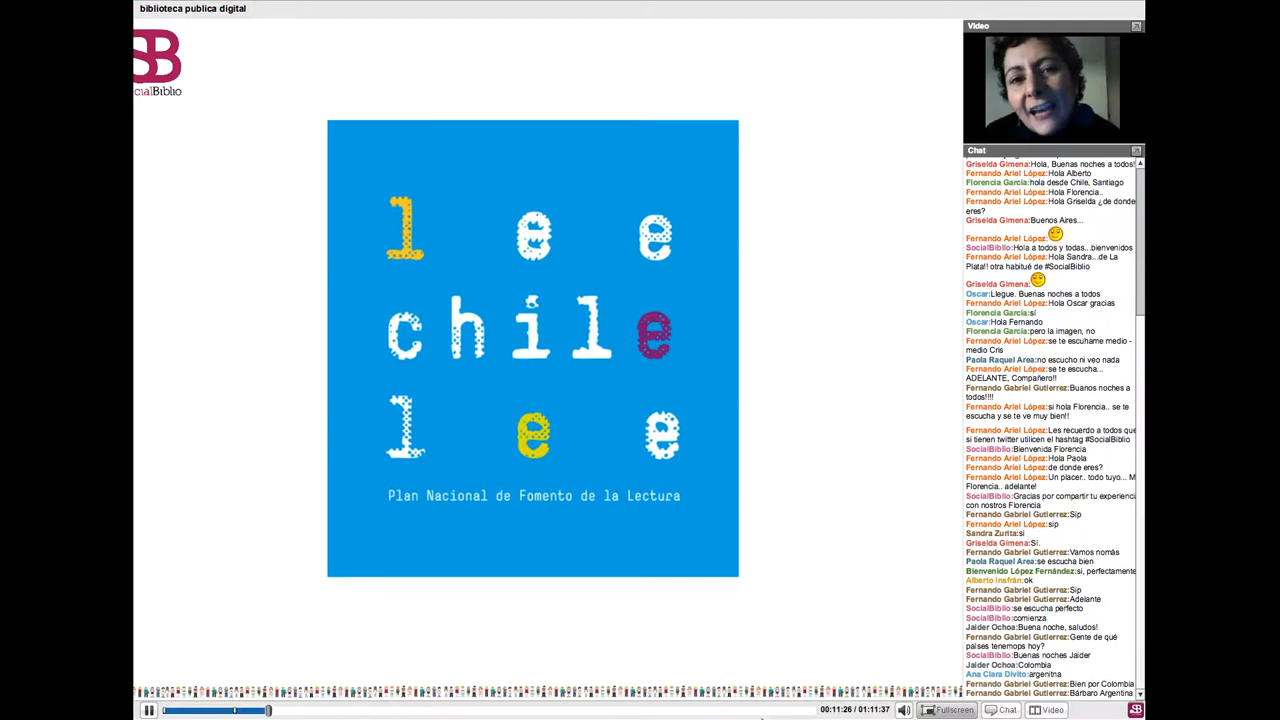 biblioteca publica digital
SB
cialBiblio
lee
chile
lee
Plan Nacional de Fomento de la Lectura
Video
Chat
Griselda Gimena:Hola, Buenas noches a todos!
Fernando Ariel López:Hola Alberto
Florencia García:hola desde Chile, Santiago
Fernando Ariel López:Hola Florencia..
Fernando Ariel López:Hola Griselda ¿de donde
eres?
Griselda Gimena:Buenos Aires...
Fernando Ariel López:
SocialBiblio:Hola a todos y todas...bienvenidos
Fernando Ariel López:Hola Sandra...de La
Plata!! otra habitué de #SocialBiblio
Griselda Gimena:
Oscar:Llegue. Buenas noches a todos
Fernando Ariel López:Hola Oscar gracias
Florencia García:sí
Oscar:Hola Fernando
Florencia García:pero la imagen, no
Fernando Ariel López:se te escuhame medio -
medio Cris
Paola Raquel Area:no escucho ni veo nada
Fernando Ariel López:se te escucha...
ADELANTE, Compañero!!
Fernando Gabriel Gutierrez:Buanos noches a
todos!!!!
Fernando Ariel López:si hola Florencia.. se te
escucha y se te ve muy bien!!
Fernando Ariel López:Les recuerdo a todos que
si tienen twitter utilicen el hashtag #SocialBiblio
SocialBiblio:Bienvenida Florencia
Fernando Ariel López:Hola Paola
Fernando Ariel López:de donde eres?
Fernando Ariel López:Un placer.. todo tuyo... M
Florencia.. adelante!
SocialBiblio:Gracias por compartir tu experienci
con nostros Florencia
Fernando Gabriel Gutierrez:Sip
Fernando Ariel López:sip
Sandra Zurita:si
Griselda Gimena:Sí.
Fernando Gabriel Gutierrez:Vamos nomàs
Paola Raquel Area:se escucha bien
Bienvenido López Fernández:si, perfectamente
Alberto Insfrán:ok
Fernando Gabriel Gutierrez:Sip
Fernando Gabriel Gutierrez:Adelante
SocialBiblio:se escucha perfecto
SocialBiblio:comienza
Jaider Ochoa:Buena noche, saludos!
Fernando Gabriel Gutierrez:Gente de qué
países tenemops hoy?
SocialBiblio:Buenas noches Jaider
Jaider Ochoa:Colombia
Ana Clara Divito:argenitna
Fernando Gabriel Gutierrez:Bien por Colombia
Fernando Gabriel Gutierrez:Bárbaro Argentina
00:11:26 / 01:11:37
Fullscreen
Chat
Video
SB